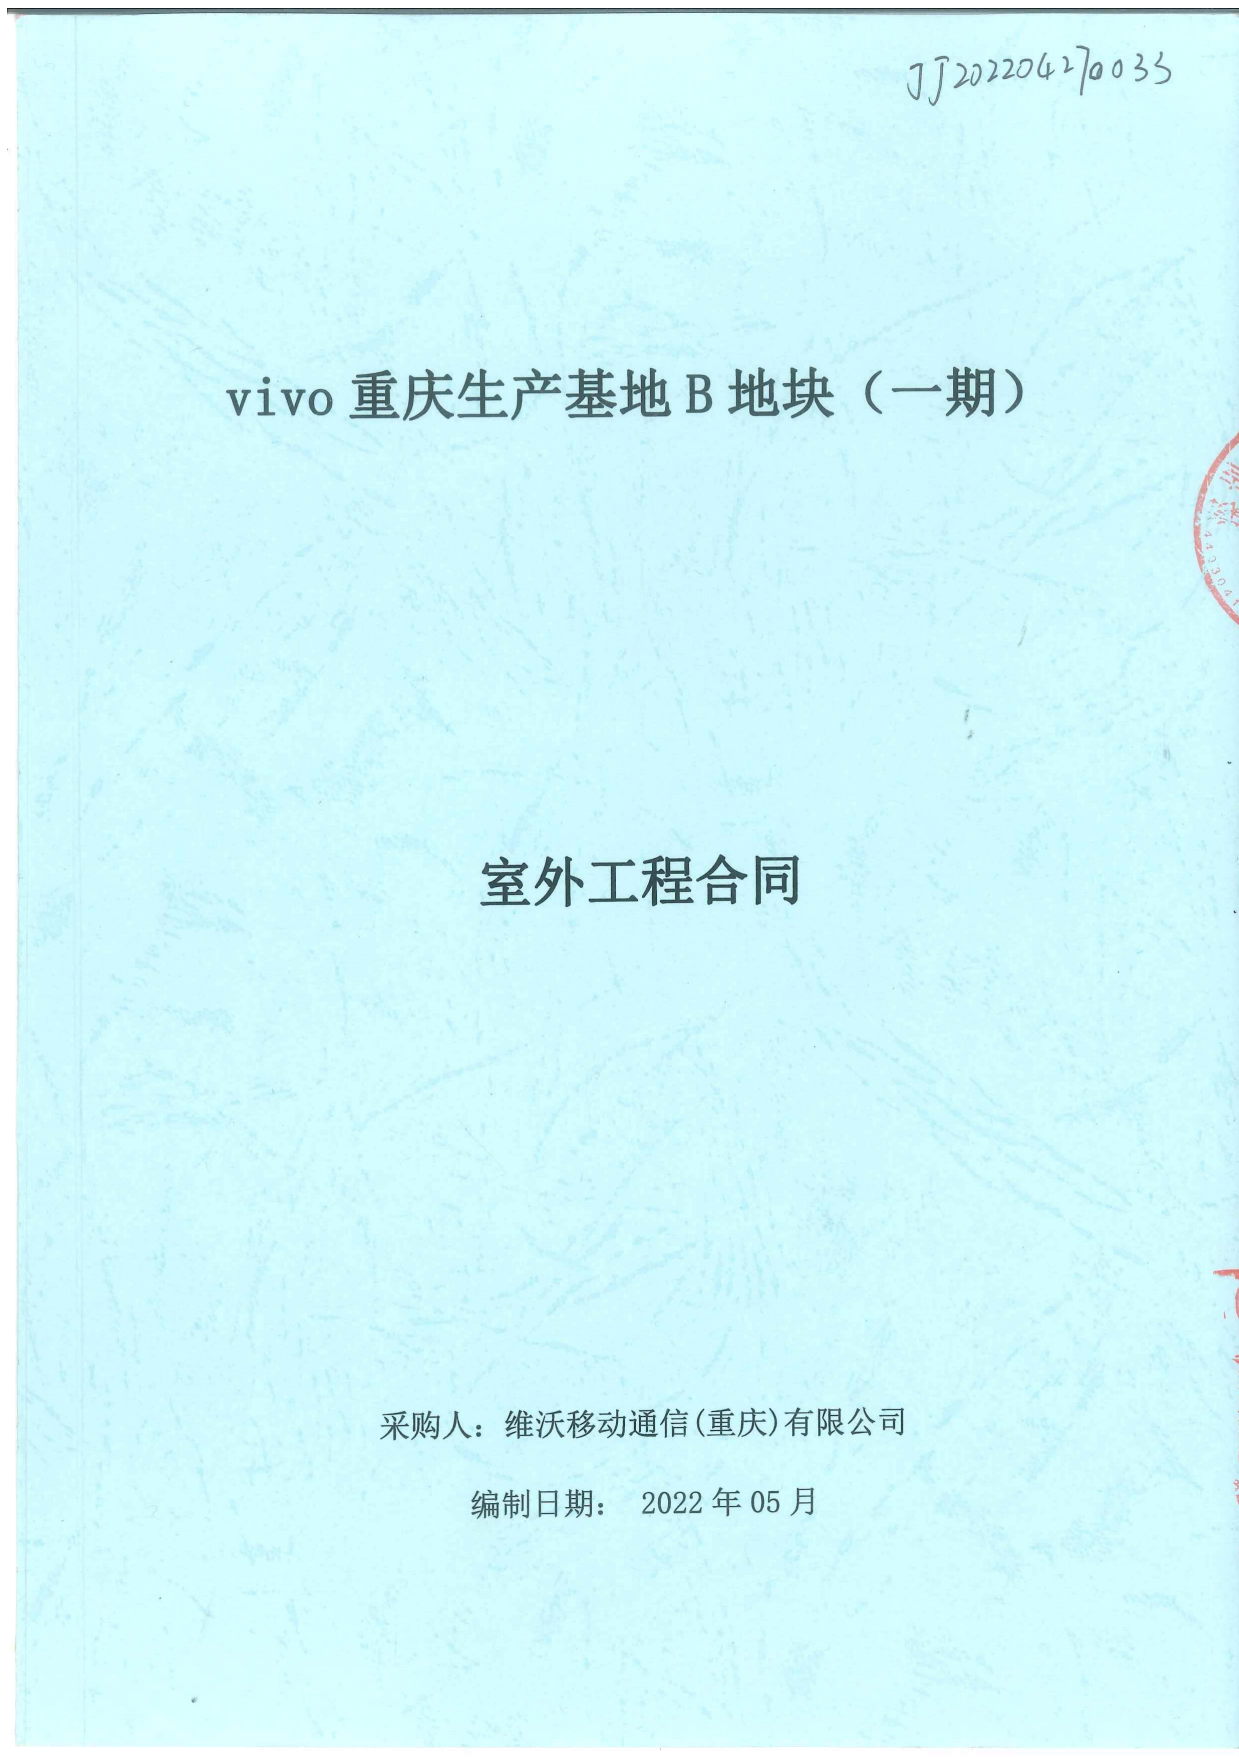 JJ202204270033
vivo 重庆生产基地 B 地块（一期）
室外工程合同
采购人：维沃移动通信(重庆)有限公司
编制日期： 2022 年 05 月